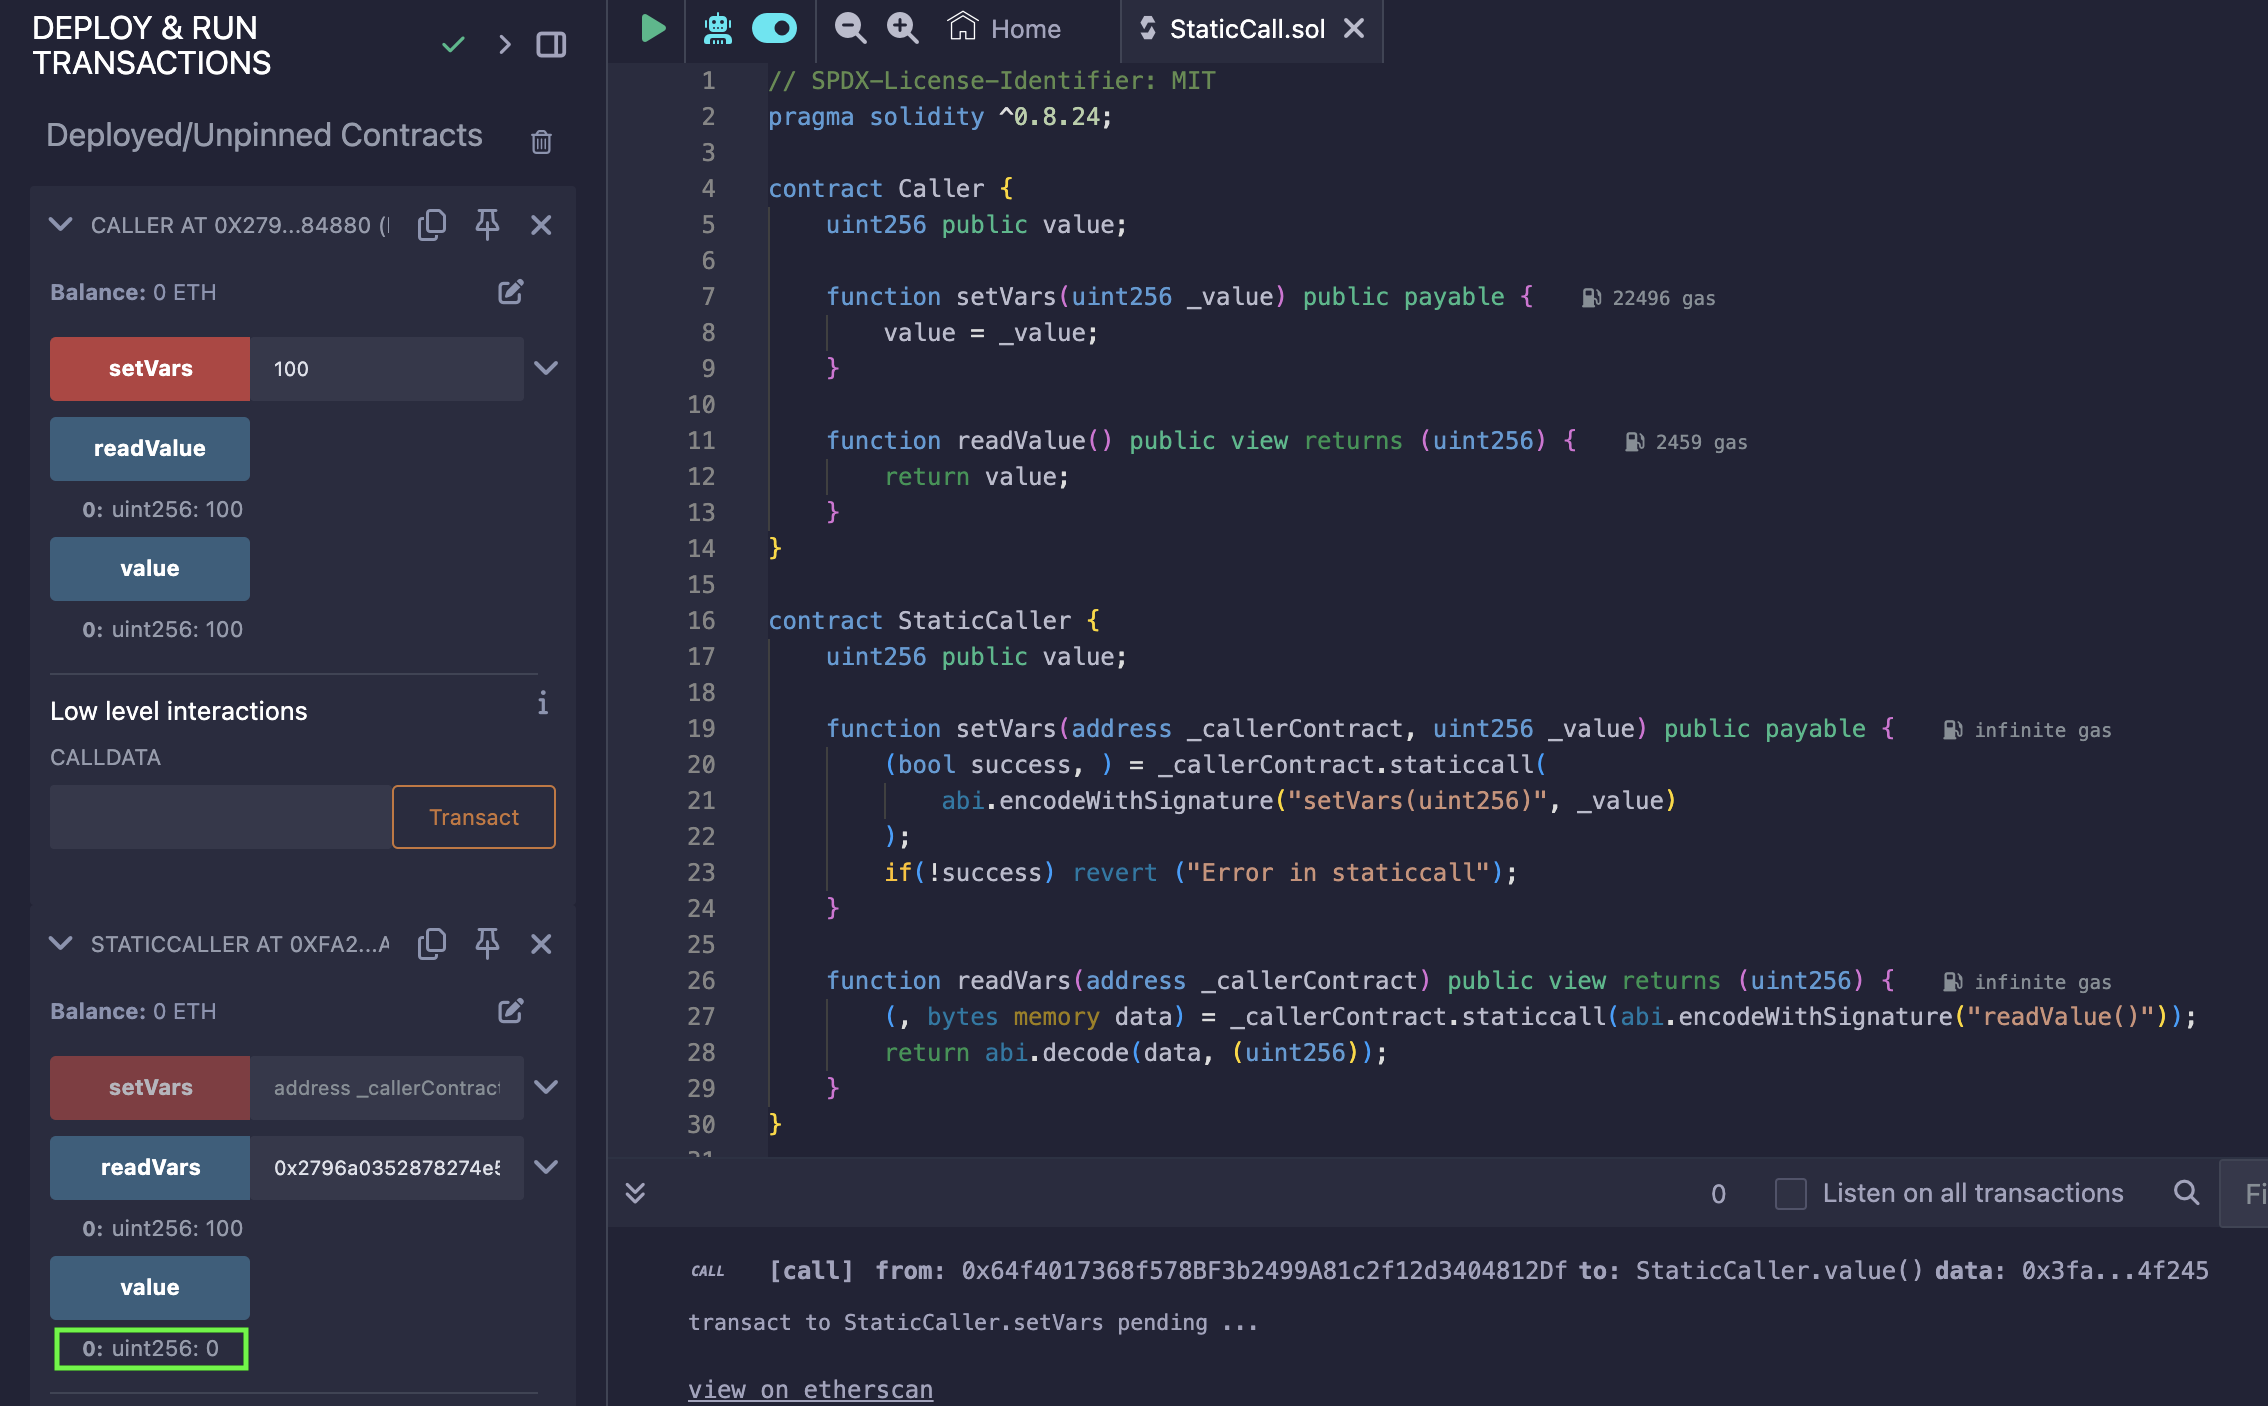 DEPLOY & RUN
TRANSACTIONS
Deployed/Unpinned Contracts
CALLER AT 0X279...84880 (
Balance: 0 ETH
setVars 100
readValue
0: uint256: 100
value
0: uint256: 100
Low level interactions
CALLDATA
Transact
STATICCALLER AT 0XFA2...A
Balance: 0 ETH
setVars address _callerContract
readVars 0x2796a0352878274e5
0: uint256: 100
value
0: uint256: 0
Home
StaticCall.sol
1 // SPDX-License-Identifier: MIT
2 pragma solidity ^0.8.24;
3
4 contract Caller {
5 uint256 public value;
6
7 function setVars(uint256 _value) public payable { 22496 gas
8 value = _value;
9 }
10
11 function readValue() public view returns (uint256) { 2459 gas
12 return value;
13 }
14 }
15
16 contract StaticCaller {
17 uint256 public value;
18
19 function setVars(address _callerContract, uint256 _value) public payable { infinite gas
20 (bool success, ) = _callerContract.staticcall(
21 abi.encodeWithSignature("setVars(uint256)", _value)
22 );
23 if(!success) revert ("Error in staticcall");
24 }
25
26 function readVars(address _callerContract) public view returns (uint256) { infinite gas
27 (, bytes memory data) = _callerContract.staticcall(abi.encodeWithSignature("readValue()"));
28 return abi.decode(data, (uint256));
29 }
30 }
31
0 Listen on all transactions Fi
CALL [call] from: 0x64f4017368f578BF3b2499A81c2f12d3404812Df to: StaticCaller.value() data: 0x3fa...4f245
transact to StaticCaller.setVars pending ...
view on etherscan